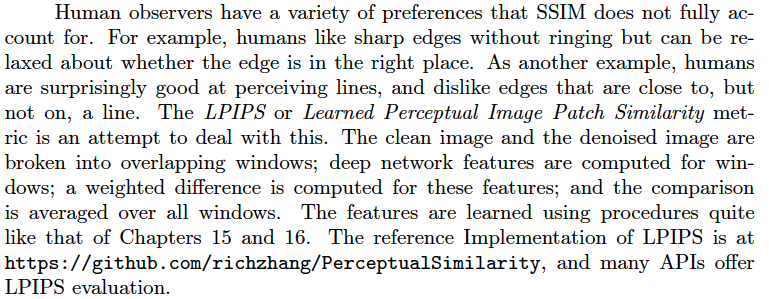 Human observers have a variety of preferences that SSIM does not fully ac-
count for. For example, humans like sharp edges without ringing but can be re-
laxed about whether the edge is in the right place. As another example, humans
are surprisingly good at perceiving lines, and dislike edges that are close to, but
not on, a line. The LPIPS or Learned Perceptual Image Patch Similarity met-
ric is an attempt to deal with this. The clean image and the denoised image are
broken into overlapping windows; deep network features are computed for win-
dows; a weighted difference is computed for these features; and the comparison
is averaged over all windows. The features are learned using procedures quite
like that of Chapters 15 and 16. The reference Implementation of LPIPS is at
https://github.com/richzhang/PerceptualSimilarity, and many APIs offer
LPIPS evaluation.